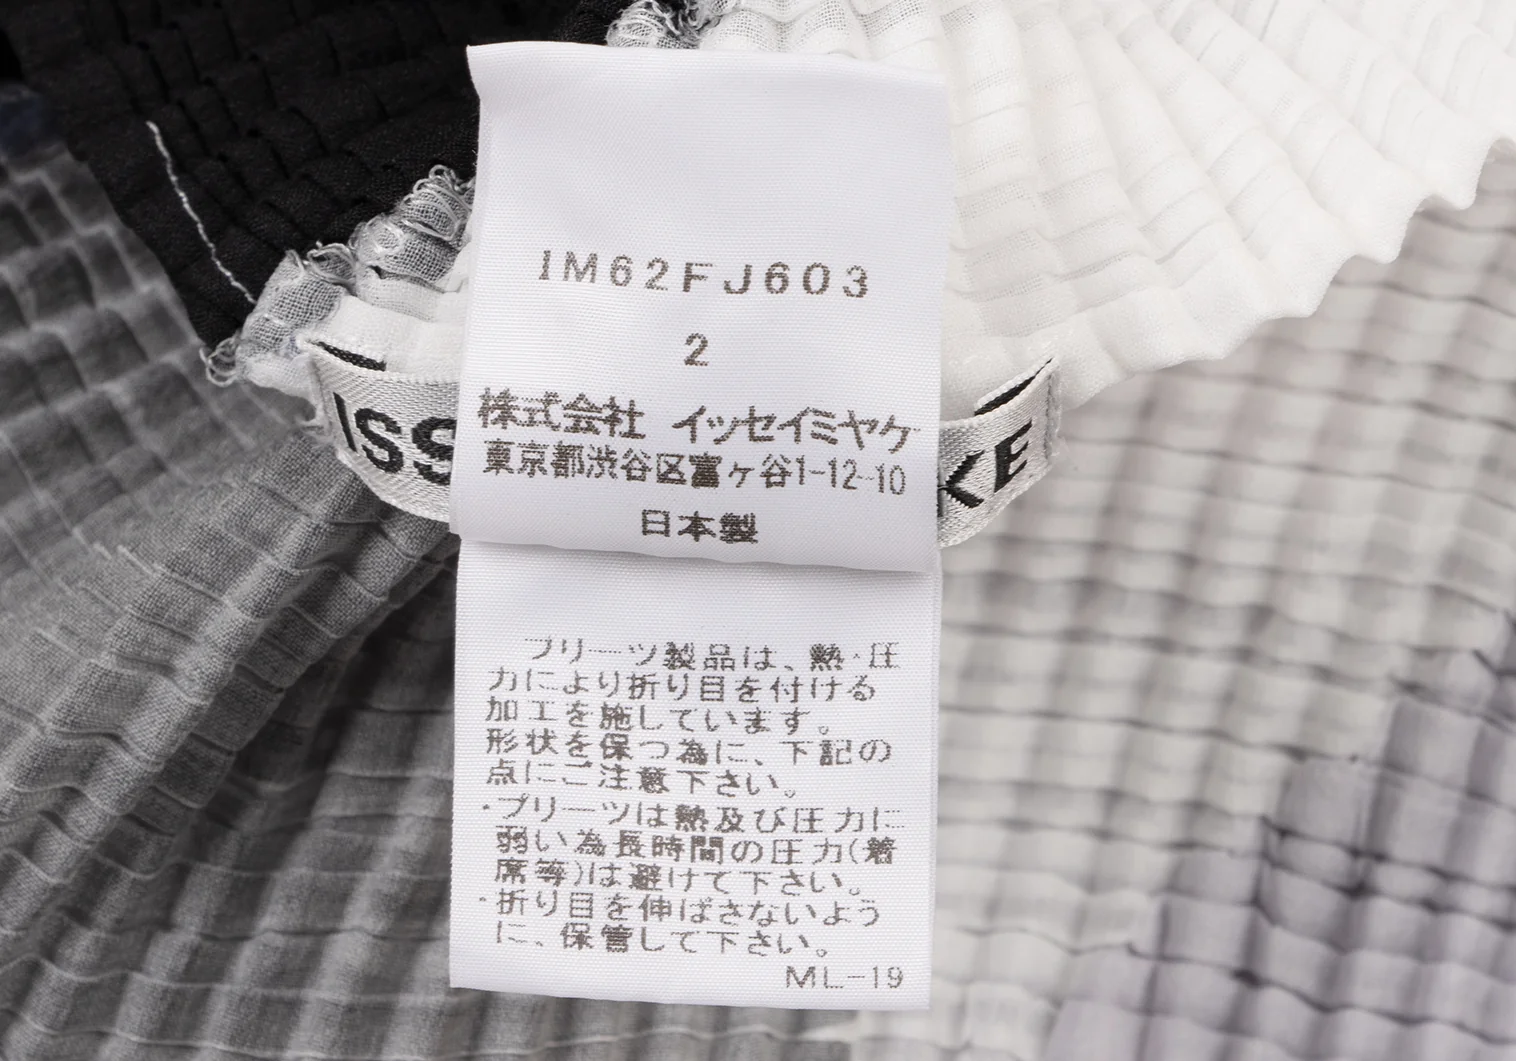 IM62FJ603
2
株式会社 イッセイミヤケ
東京都渋谷区富ヶ谷1-12-10
日本製
ISS
KE
プリーツ製品は、熱・圧
力により折り目を付ける
加工を施しています。
形状を保つ為に、下記の
点にご注意下さい。
・プリーツは熱及び圧力に
弱い為長時間の圧力(着
席等)は避けて下さい。
・折り目を伸ばさないよう
に、保管して下さい。
ML-19